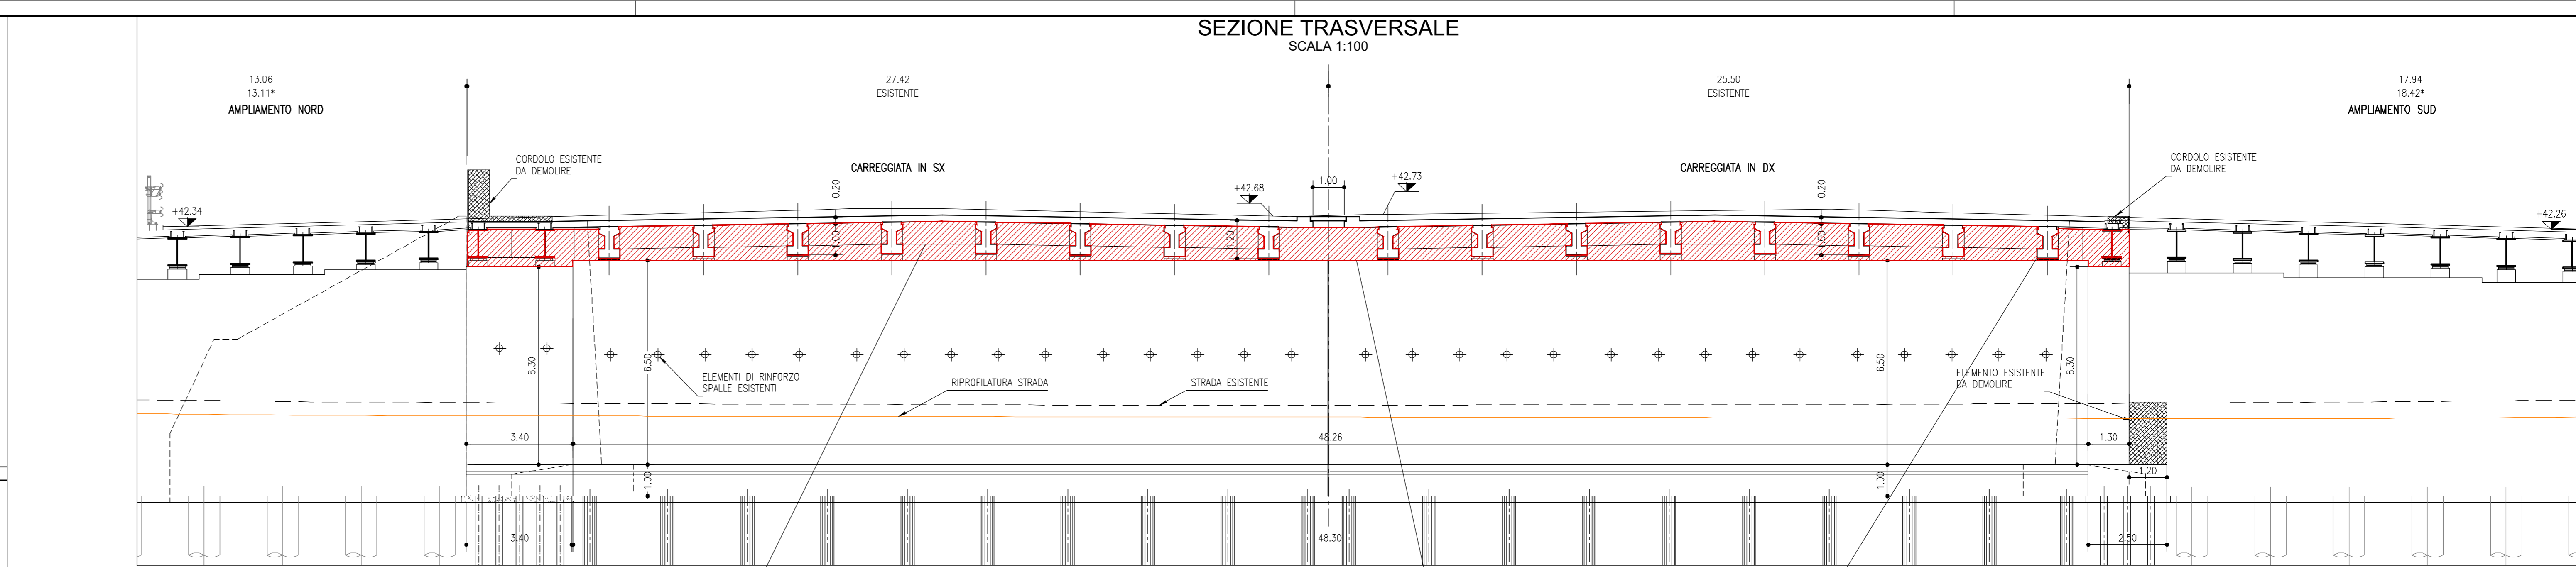 SEZIONE TRASVERSALE
SCALA 1:100
13.06
13.11*
AMPLIAMENTO NORD
27.42
ESISTENTE
25.50
ESISTENTE
17.94
18.42*
AMPLIAMENTO SUD
CORDOLO ESISTENTE
DA DEMOLIRE
CARREGGIATA IN SX
CARREGGIATA IN DX
CORDOLO ESISTENTE
DA DEMOLIRE
+42.34
0.20
1.00
+42.68
1.20
1.00
+42.73
0.20
1.00
+42.26
6.30
6.50
ELEMENTI DI RINFORZO
SPALLE ESISTENTI
RIPROFILATURA STRADA
STRADA ESISTENTE
6.50
ELEMENTO ESISTENTE
DA DEMOLIRE
6.30
3.40
48.26
1.30
1.00
1.00
1.20
3.40
48.30
2.50